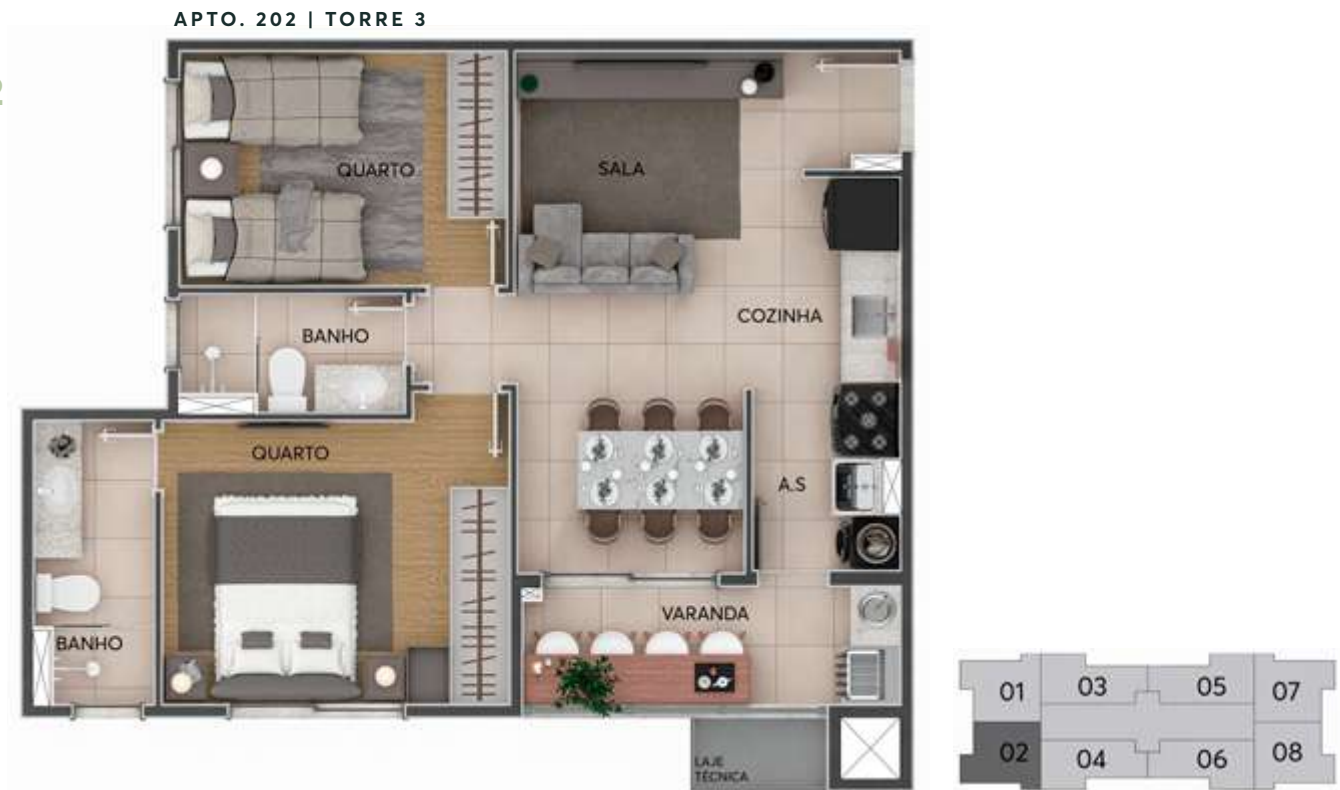 APTO. 202 | TORRE 3
QUARTO
SALA
COZINHA
BANHO
QUARTO
A.S
VARANDA
BANHO
LAJE
TÉCNICA
01
03
05
07
02
04
06
08